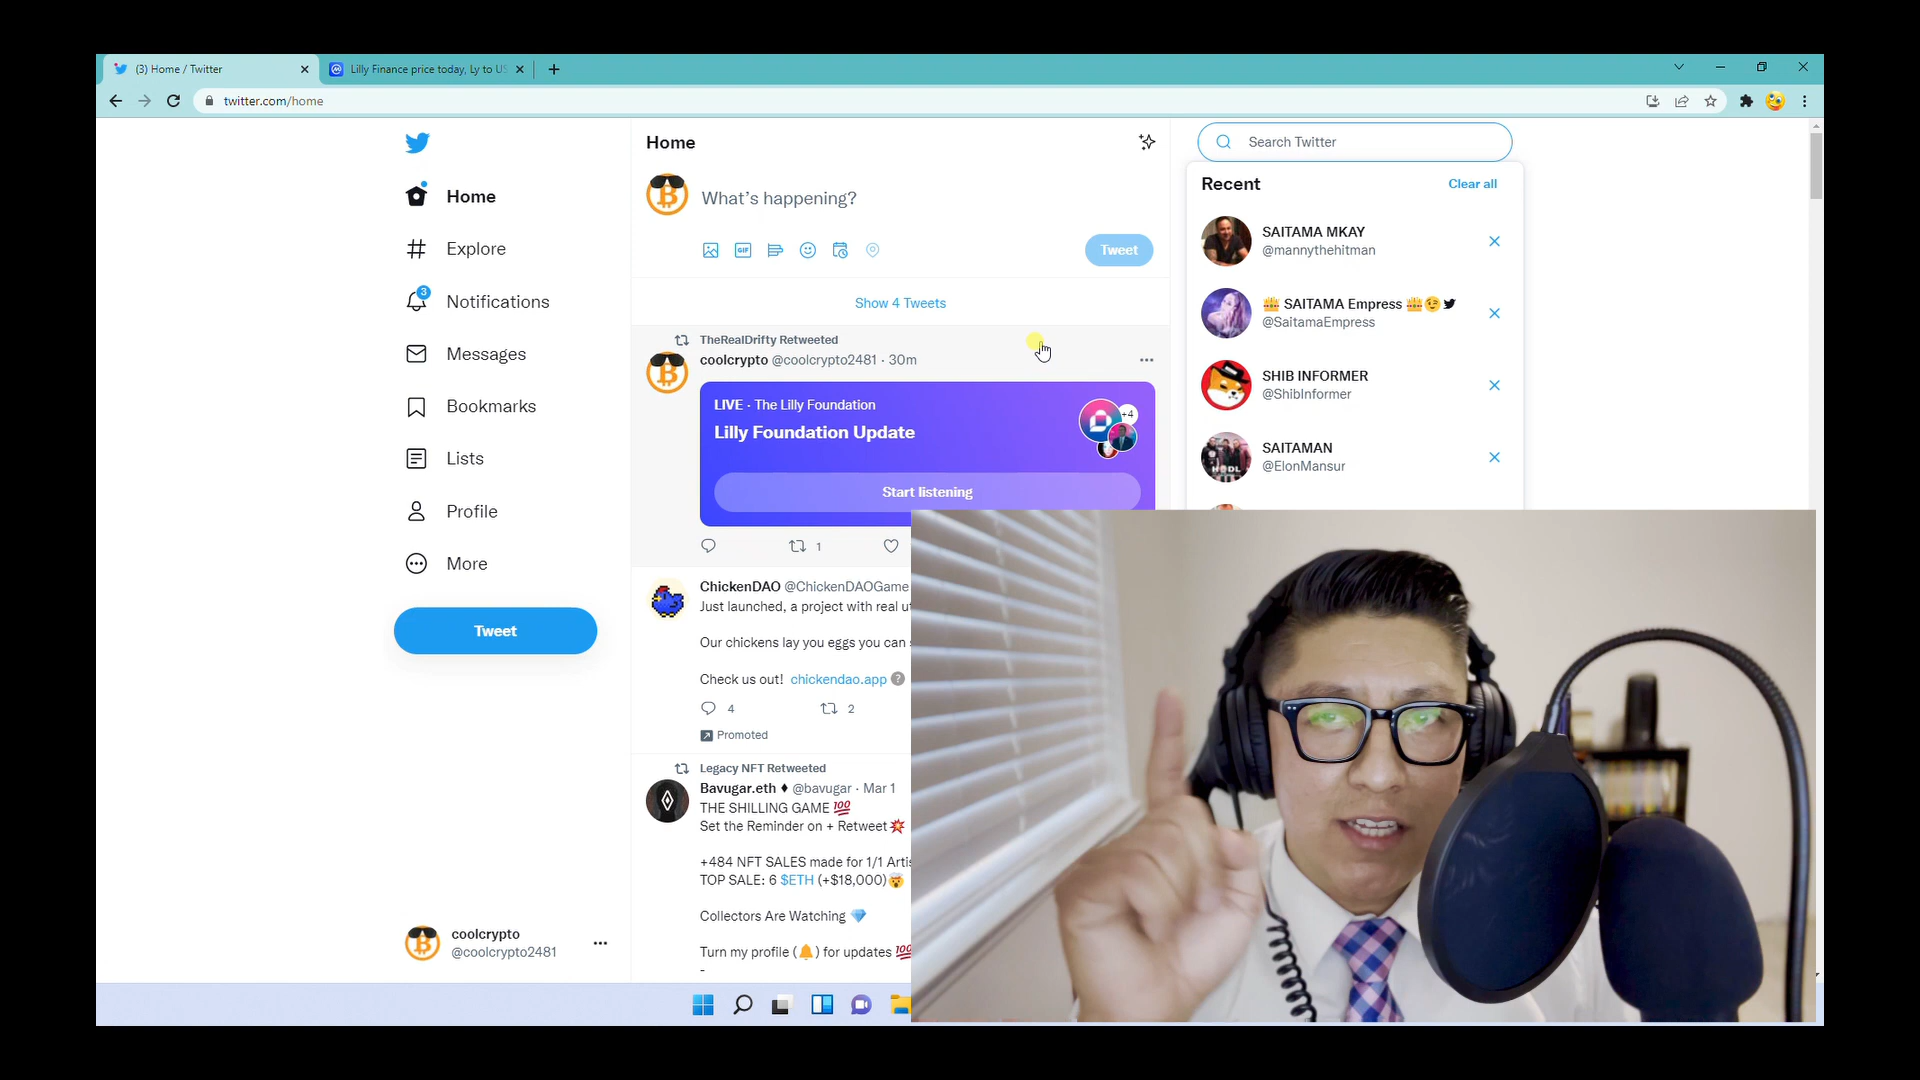 (3) Home / Twitter
Lilly Finance price today, Ly to US
twitter.com/home
Home
Explore
3
Notifications
Messages
Bookmarks
Lists
Profile
More
Tweet
coolcrypto
@coolcrypto2481
Home
What's happening?
GIF
Tweet
Show 4 Tweets
TheRealDrifty Retweeted
coolcrypto @coolcrypto2481 · 30m
LIVE · The Lilly Foundation
+4
Lilly Foundation Update
Start listening
1
ChickenDAO @ChickenDAOGame
Just launched, a project with real
Our chickens lay you eggs you can
Check us out! chickendao.app ?
4 2
Promoted
Legacy NFT Retweeted
Bavugar.eth ♦ @bavugar · Mar 1
THE SHILLING GAME 💯
Set the Reminder on + Retweet💥
+484 NFT SALES made for 1/1
TOP SALE: 6 $ETH (+$18,000)🤯
Collectors Are Watching 💎
Turn my profile (🔔) for updates 💯
-
Search Twitter
Recent
Clear all
SAITAMA MKAY
@mannythehitman
👑 SAITAMA Empress 👑😉
@SaitamaEmpress
SHIB INFORMER
@ShibInformer
SAITAMAN
@ElonMansur
HODL